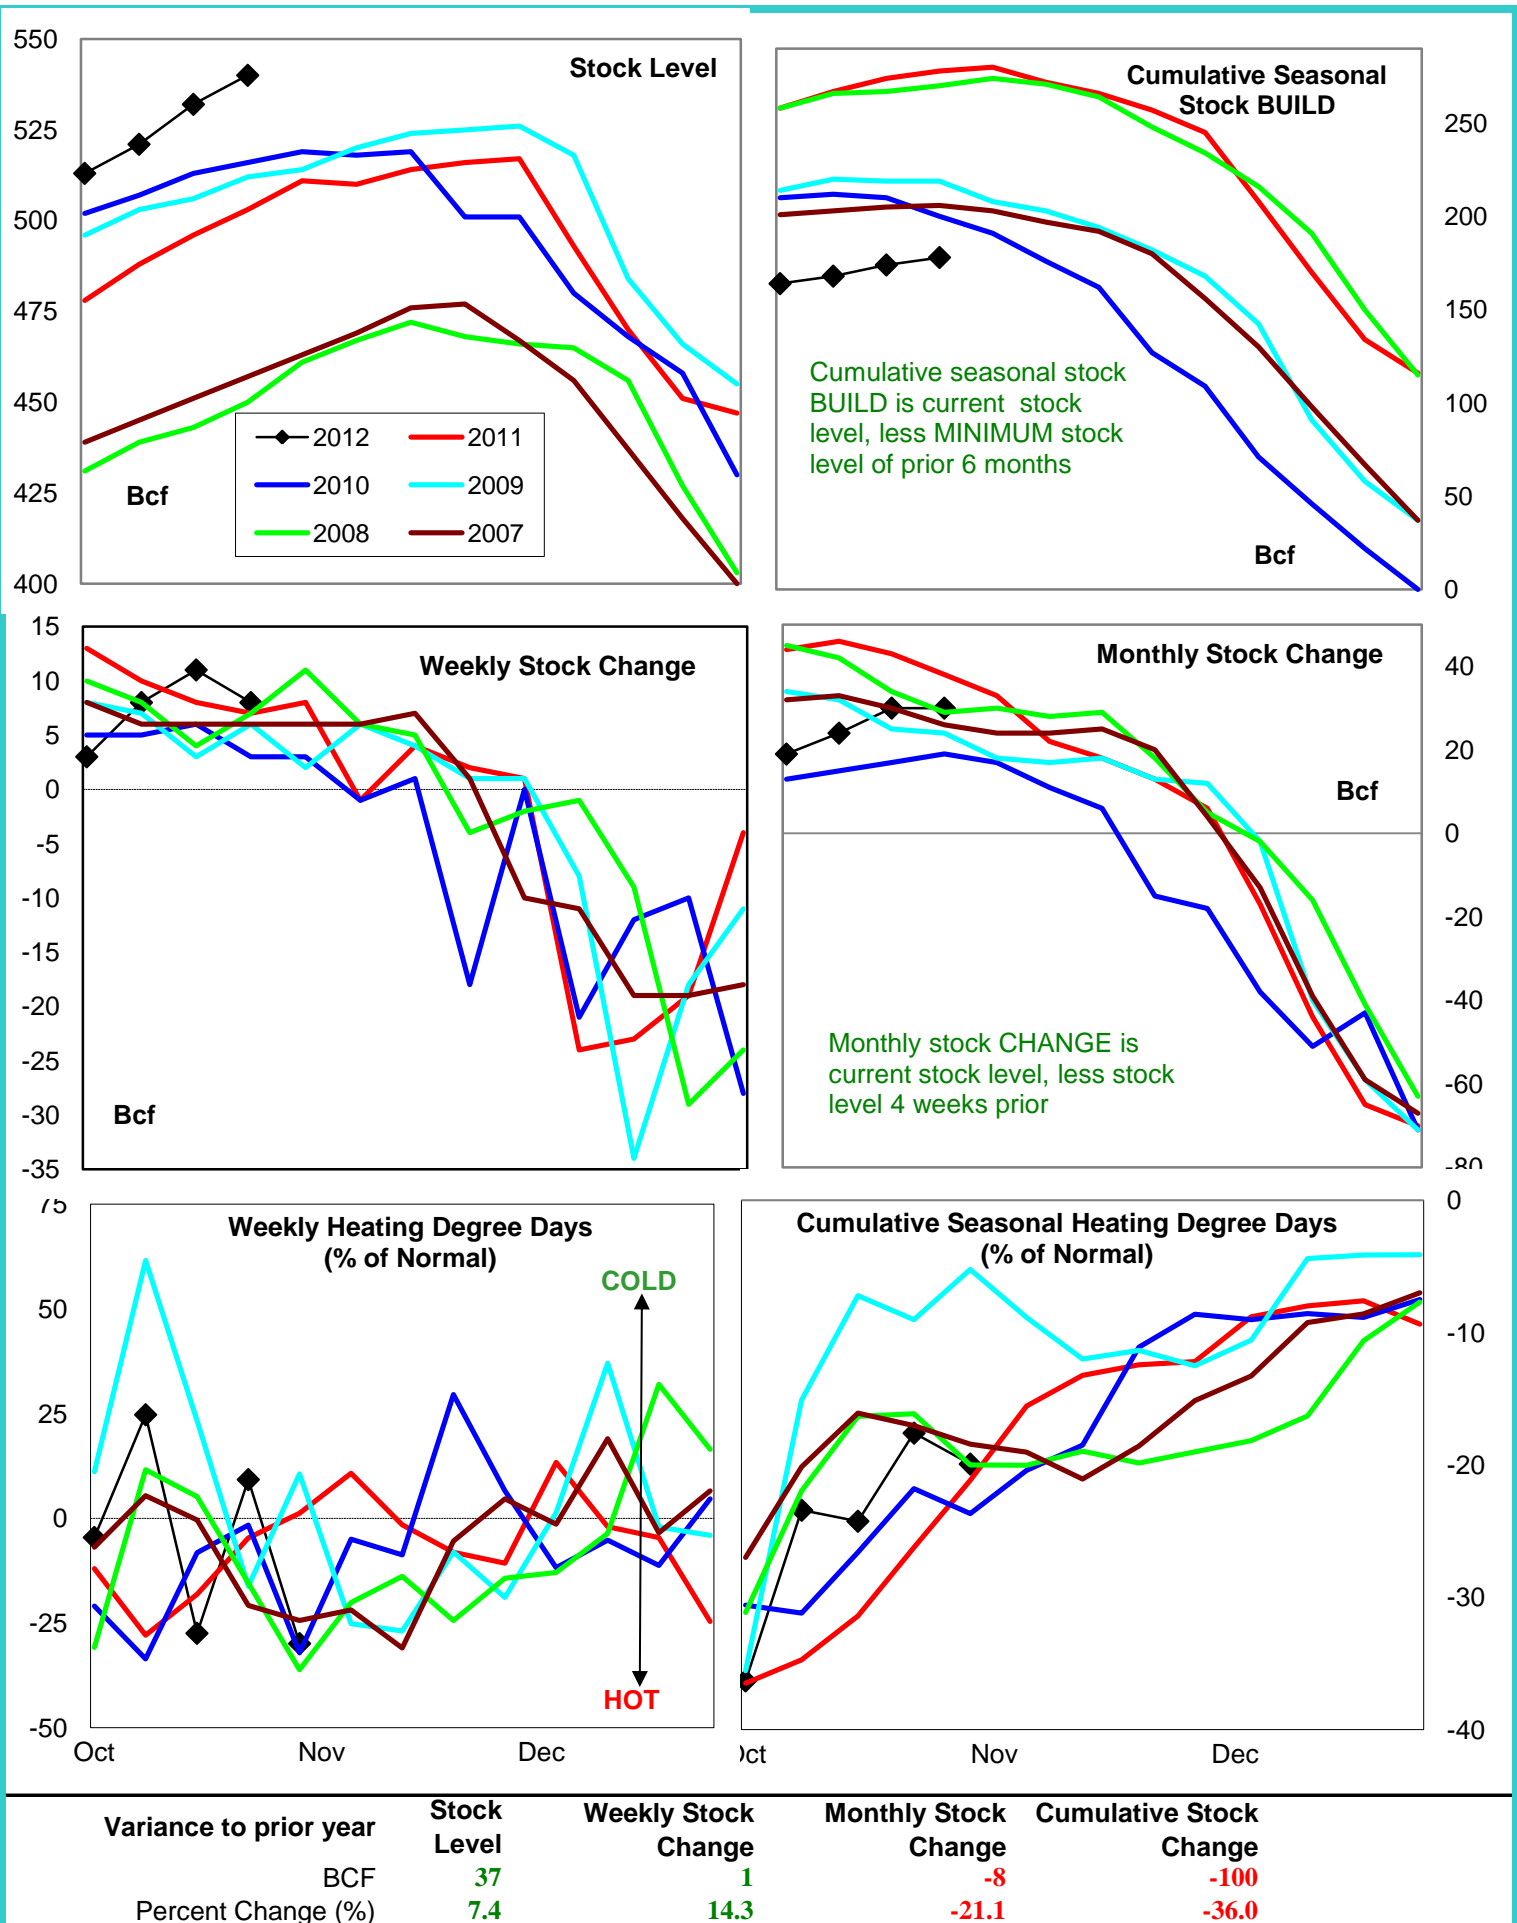 Stock Level
550
525
500
475
450
425
400
Bcf
2012 2011
2010 2009
2008 2007
Cumulative Seasonal
Stock BUILD
250
200
150
100
50
0
Cumulative seasonal stock
BUILD is current stock
level, less MINIMUM stock
level of prior 6 months
Bcf
Weekly Stock Change
15
10
5
0
-5
-10
-15
-20
-25
-30
-35
Bcf
Monthly Stock Change
40
20
0
-20
-40
-60
-80
Bcf
Monthly stock CHANGE is
current stock level, less stock
level 4 weeks prior
Weekly Heating Degree Days
(% of Normal)
75
50
25
0
-25
-50
COLD
HOT
Oct Nov Dec
Cumulative Seasonal Heating Degree Days
(% of Normal)
0
-10
-20
-30
-40
Oct Nov Dec
Variance to prior year Stock Level Weekly Stock Change Monthly Stock Change Cumulative Stock Change
BCF 37 1 -8 -100
Percent Change (%) 7.4 14.3 -21.1 -36.0